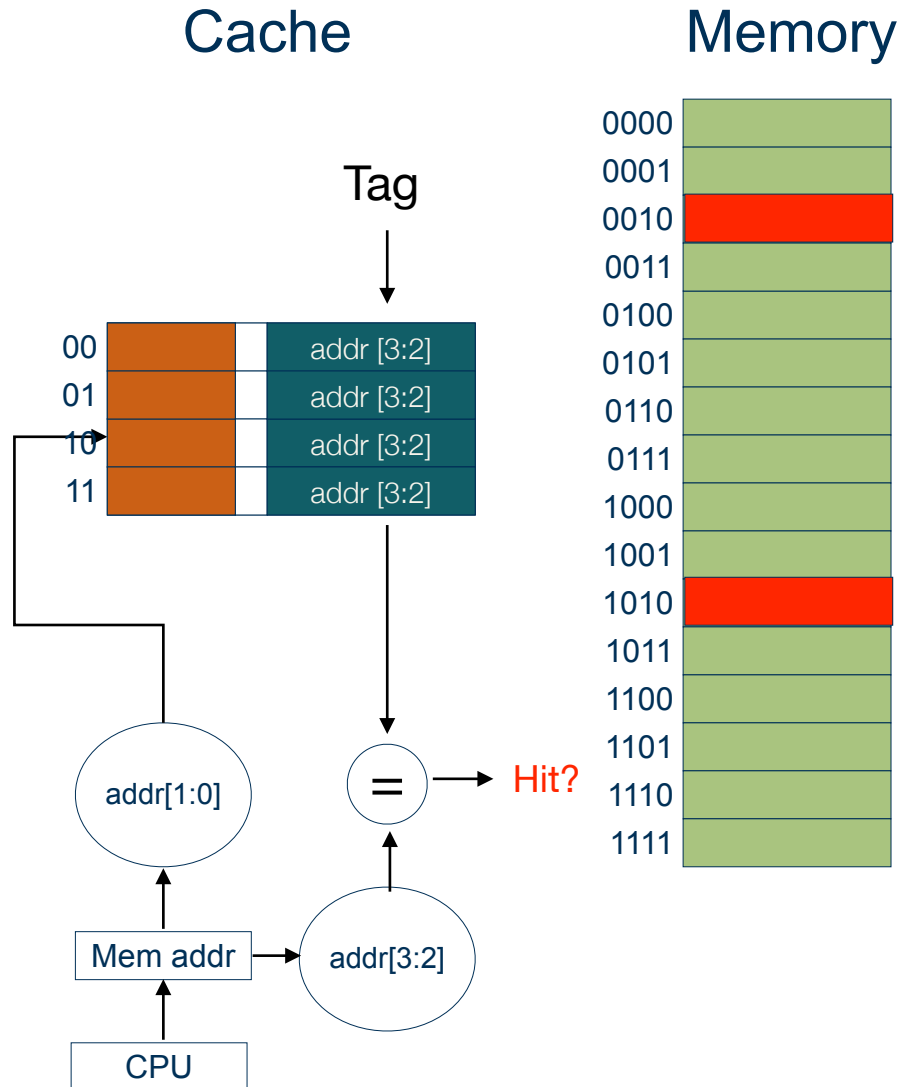 Cache
Memory
Tag
00 addr [3:2]
01 addr [3:2]
10 addr [3:2]
11 addr [3:2]
0000
0001
0010
0011
0100
0101
0110
0111
1000
1001
1010
1011
1100
1101
1110
1111
addr[1:0]
=
Hit?
Mem addr
addr[3:2]
CPU